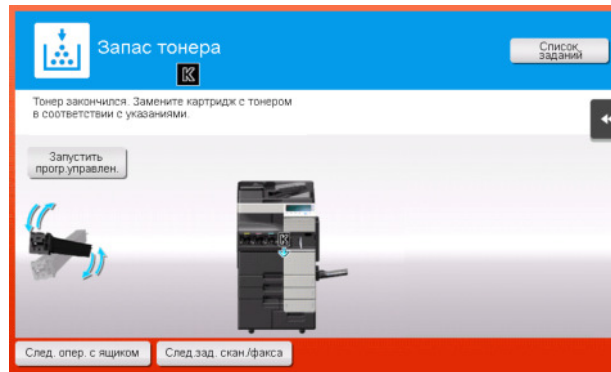 Запас тонера
K
Список
заданий
Тонер закончился. Замените картридж с тонером
в соответствии с указаниями.
Запустить
прогр.управлен.
K
След. опер. с ящиком
След.зад. скан./факса